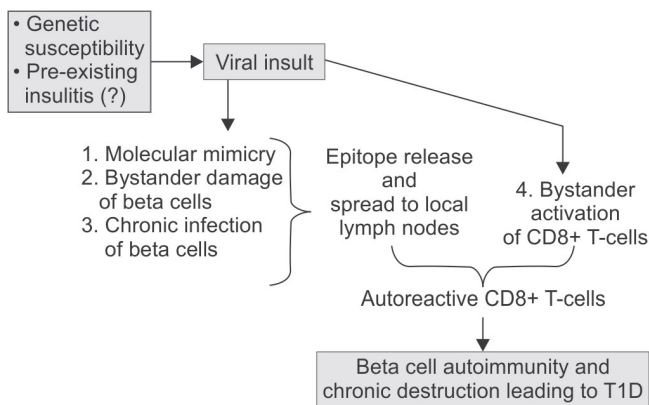 • Genetic
susceptibility
• Pre-existing
insulitis (?)
Viral insult
1. Molecular mimicry
2. Bystander damage
of beta cells
3. Chronic infection
of beta cells
Epitope release
and
spread to local
lymph nodes
4. Bystander
activation
of CD8+ T-cells
Autoreactive CD8+ T-cells
Beta cell autoimmunity and
chronic destruction leading to T1D